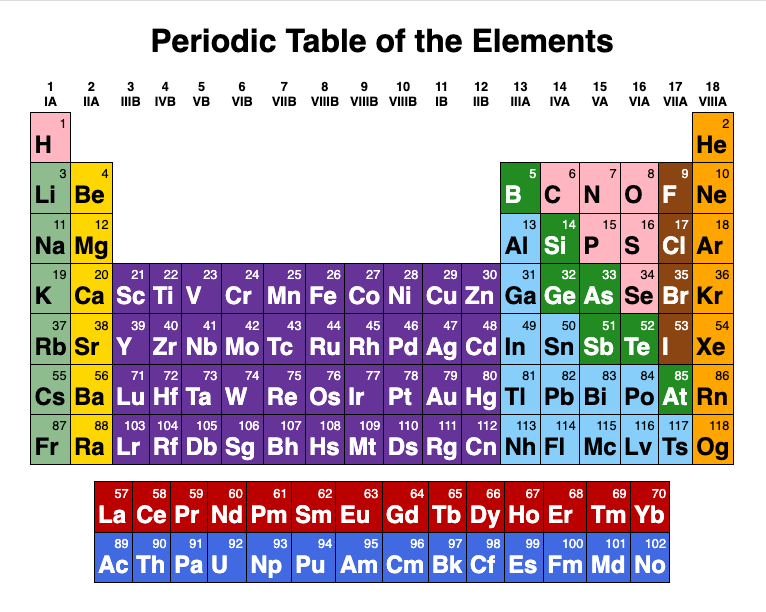 Periodic Table of the Elements
1 2 3 4 5 6 7 8 9 10 11 12 13 14 15 16 17 18
IA IIA IIIB IVB VB VIB VIIB VIIIB VIIIB VIIIB IB IIB IIIA IVA VA VIA VIIA VIIIA
1 2
H He
3 4 5 6 7 8 9 10
Li Be B C N O F Ne
11 12 13 14 15 16 17 18
Na Mg Al Si P S Cl Ar
19 20 21 22 23 24 25 26 27 28 29 30 31 32 33 34 35 36
K Ca Sc Ti V Cr Mn Fe Co Ni Cu Zn Ga Ge As Se Br Kr
37 38 39 40 41 42 43 44 45 46 47 48 49 50 51 52 53 54
Rb Sr Y Zr Nb Mo Tc Ru Rh Pd Ag Cd In Sn Sb Te I Xe
55 56 71 72 73 74 75 76 77 78 79 80 81 82 83 84 85 86
Cs Ba Lu Hf Ta W Re Os Ir Pt Au Hg Tl Pb Bi Po At Rn
87 88 103 104 105 106 107 108 109 110 111 112 113 114 115 116 117 118
Fr Ra Lr Rf Db Sg Bh Hs Mt Ds Rg Cn Nh Fl Mc Lv Ts Og
57 58 59 60 61 62 63 64 65 66 67 68 69 70
La Ce Pr Nd Pm Sm Eu Gd Tb Dy Ho Er Tm Yb
89 90 91 92 93 94 95 96 97 98 99 100 101 102
Ac Th Pa U Np Pu Am Cm Bk Cf Es Fm Md No